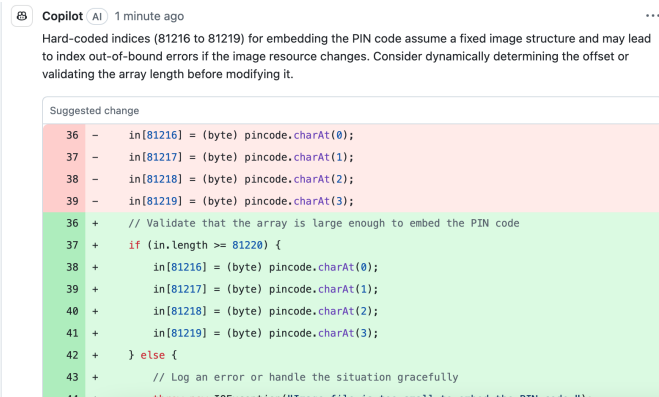 Copilot AI 1 minute ago ...
Hard-coded indices (81216 to 81219) for embedding the PIN code assume a fixed image structure and may lead
to index out-of-bound errors if the image resource changes. Consider dynamically determining the offset or
validating the array length before modifying it.
Suggested change
36 - in[81216] = (byte) pincode.charAt(0);
37 - in[81217] = (byte) pincode.charAt(1);
38 - in[81218] = (byte) pincode.charAt(2);
39 - in[81219] = (byte) pincode.charAt(3);
36 + // Validate that the array is large enough to embed the PIN code
37 + if (in.length >= 81220) {
38 + in[81216] = (byte) pincode.charAt(0);
39 + in[81217] = (byte) pincode.charAt(1);
40 + in[81218] = (byte) pincode.charAt(2);
41 + in[81219] = (byte) pincode.charAt(3);
42 + } else {
43 + // Log an error or handle the situation gracefully